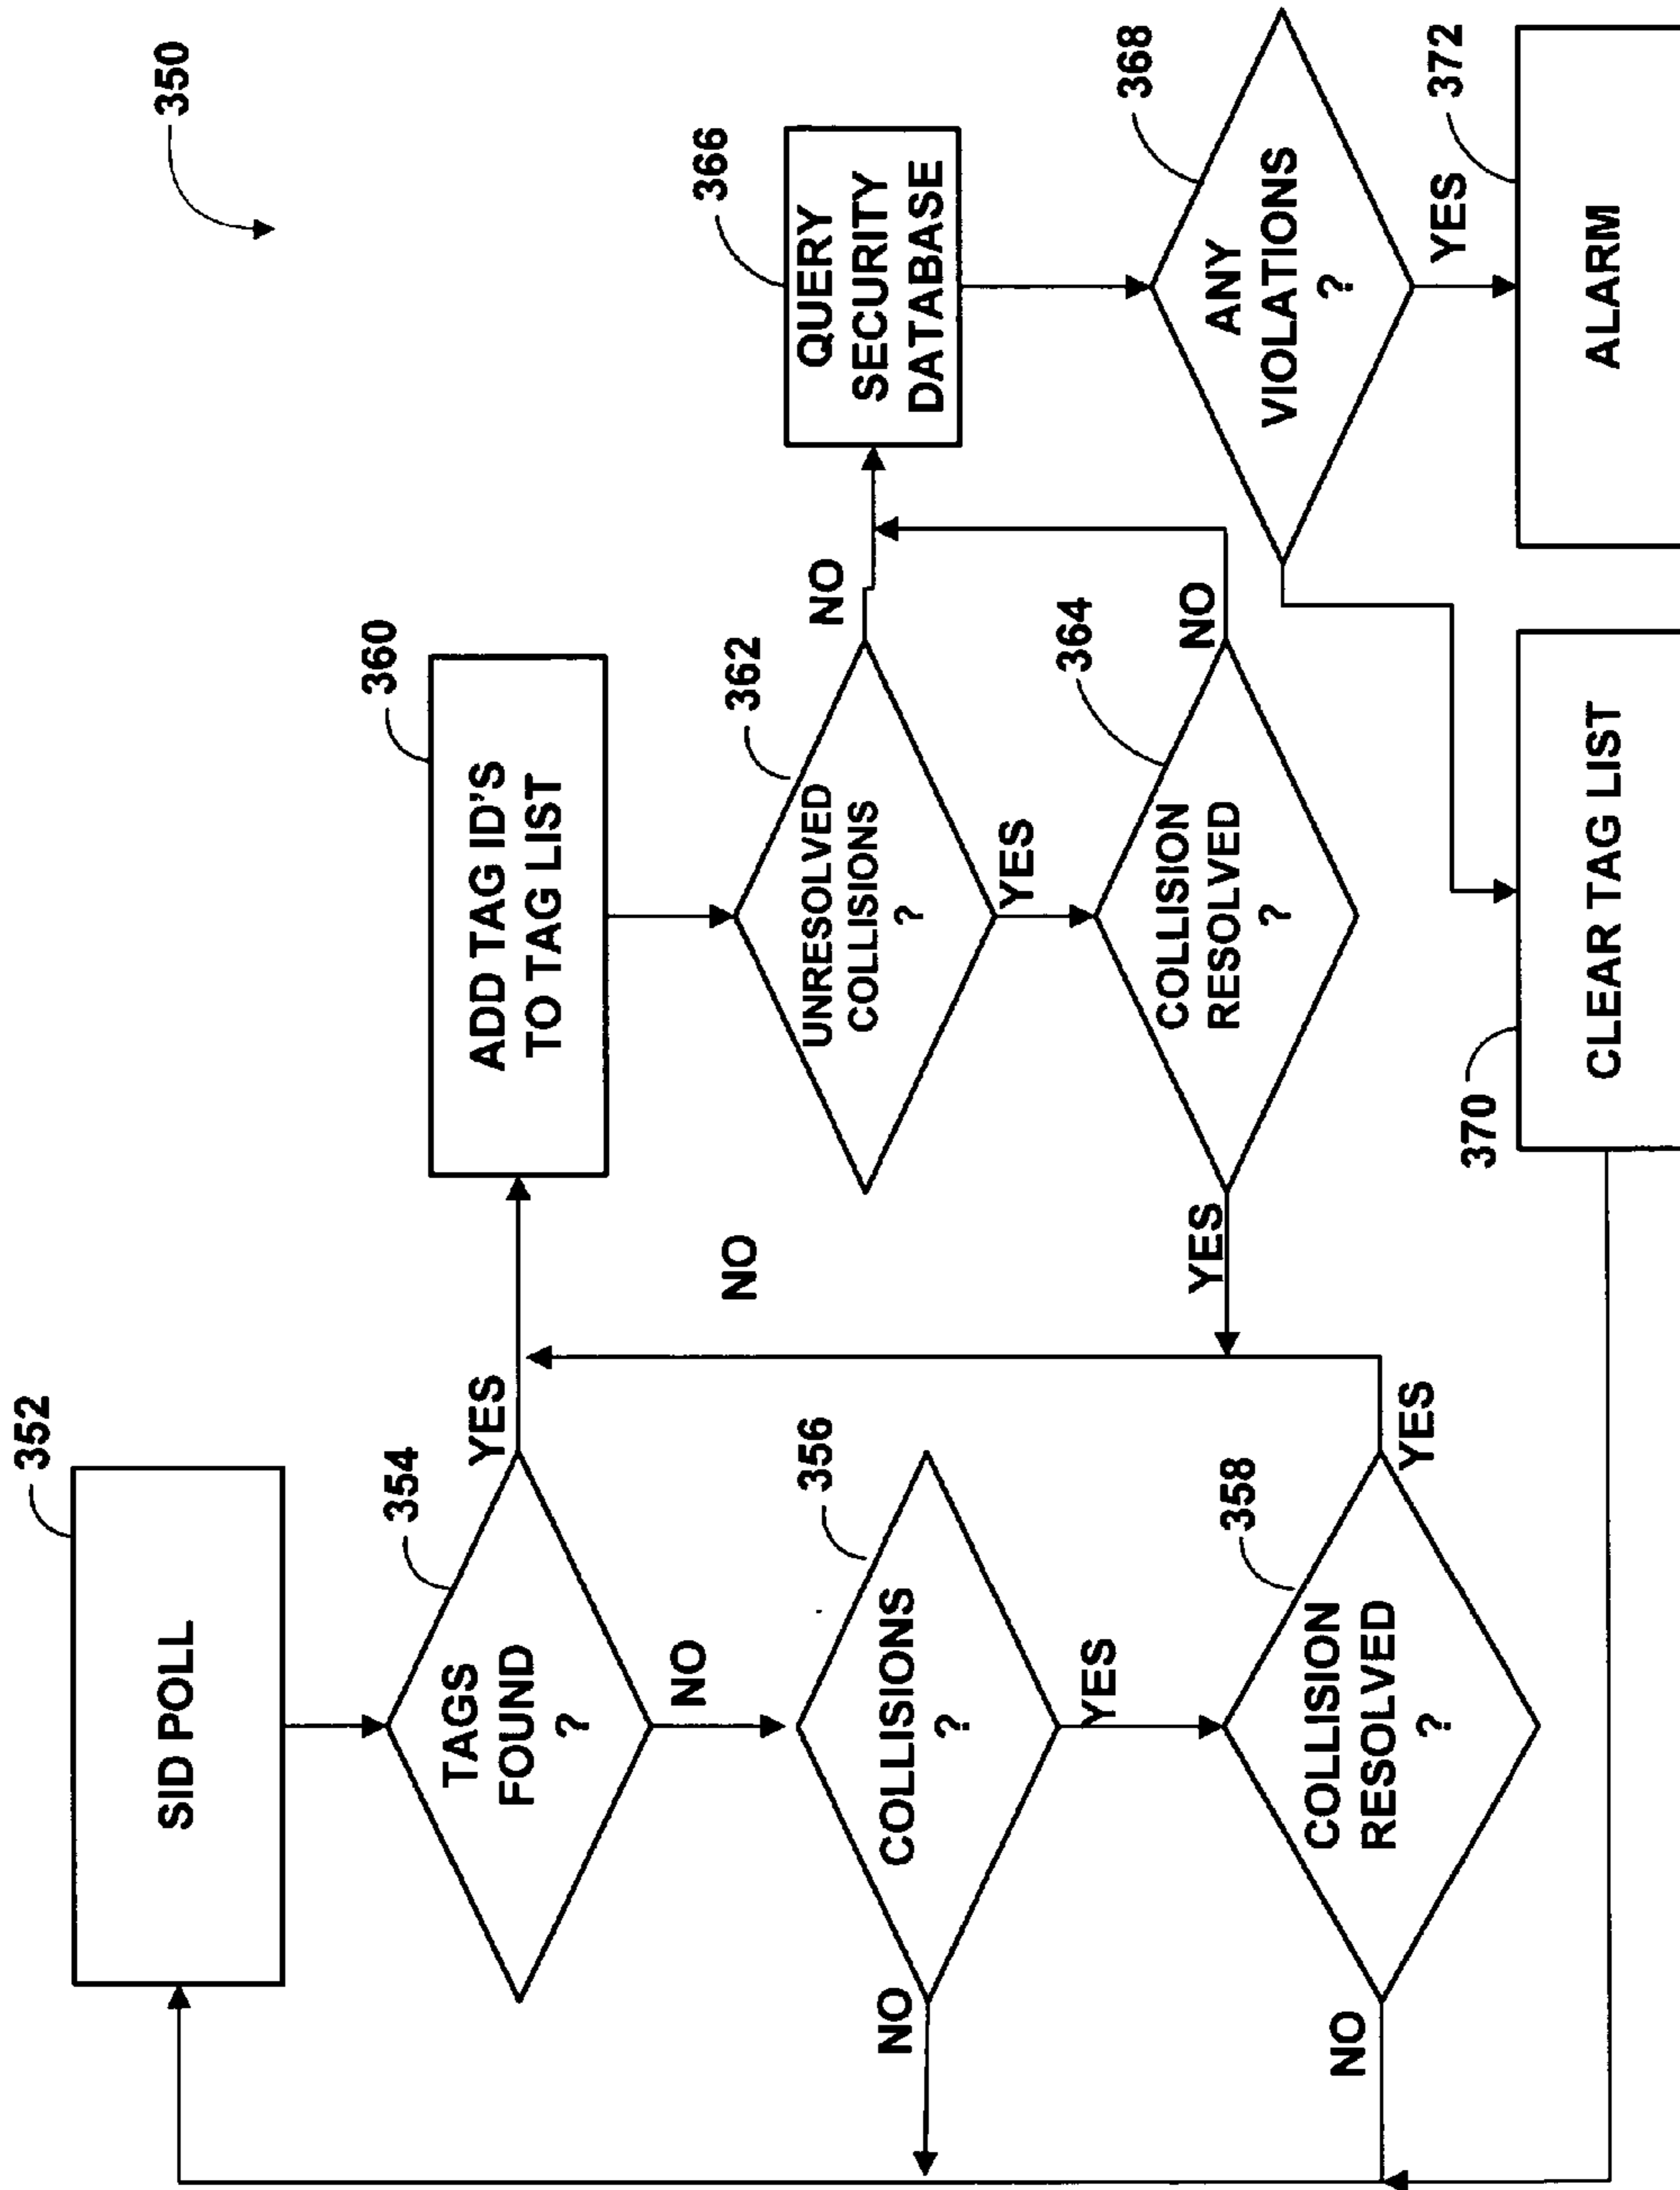 350
352
SID POLL
354
TAGS
FOUND
?
YES
NO
356
COLLISIONS
?
NO
YES
358
COLLISION
RESOLVED
?
NO
YES
360
ADD TAG ID'S
TO TAG LIST
NO
362
UNRESOLVED
COLLISIONS
?
NO
YES
364
COLLISION
RESOLVED
?
YES
NO
366
QUERY
SECURITY
DATABASE
368
ANY
VIOLATIONS
?
YES
370
CLEAR TAG LIST
372
ALARM